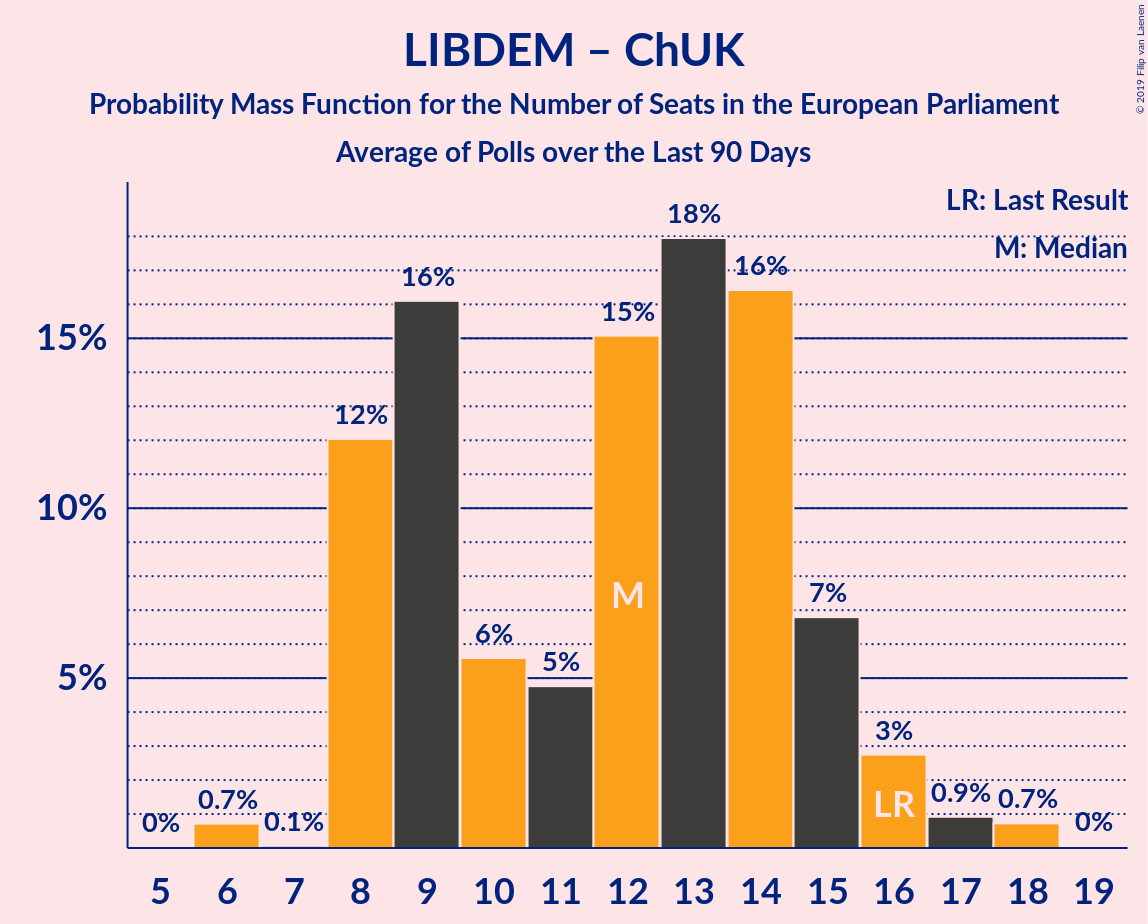 LIBDEM – ChUK
Probability Mass Function for the Number of Seats in the European Parliament
Average of Polls over the Last 90 Days
© 2019 Filip van Laenen
LR: Last Result
M: Median
15%
10%
5%
0%
0.7%
0.1%
12%
16%
6%
5%
15%
18%
16%
7%
3%
0.9%
0.7%
0%
M
LR
5 6 7 8 9 10 11 12 13 14 15 16 17 18 19